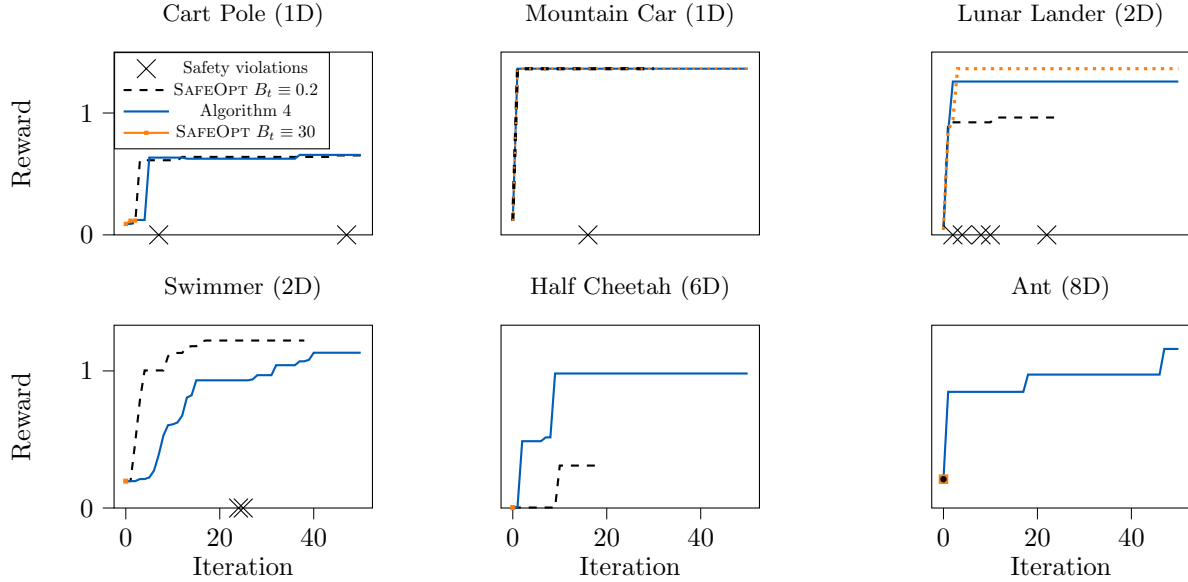 Cart Pole (1D)
Mountain Car (1D)
Lunar Lander (2D)
Reward
1
0
Safety violations
SAFEOPT B_t ≡ 0.2
Algorithm 4
SAFEOPT B_t ≡ 30
Swimmer (2D)
Half Cheetah (6D)
Ant (8D)
Reward
1
0
0 20 40
Iteration
0 20 40
Iteration
0 20 40
Iteration